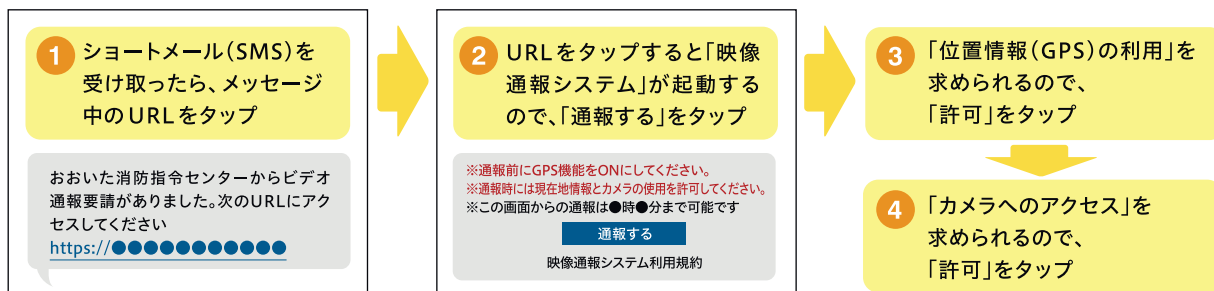 1 ショートメール(SMS)を
受け取ったら、メッセージ
中のURLをタップ
おおいた消防指令センターからビデオ
通報要請がありました。次のURLにアク
セスしてください
https://●●●●●●●●●●●
2 URLをタップすると「映像
通報システム」が起動する
ので、「通報する」をタップ
※通報前にGPS機能をONにしてください。
※通報時には現在地情報とカメラの使用を許可してください。
※この画面からの通報は●時●分まで可能です
通報する
映像通報システム利用規約
3 「位置情報(GPS)の利用」を
求められるので、
「許可」をタップ
4 「カメラへのアクセス」を
求められるので、
「許可」をタップ